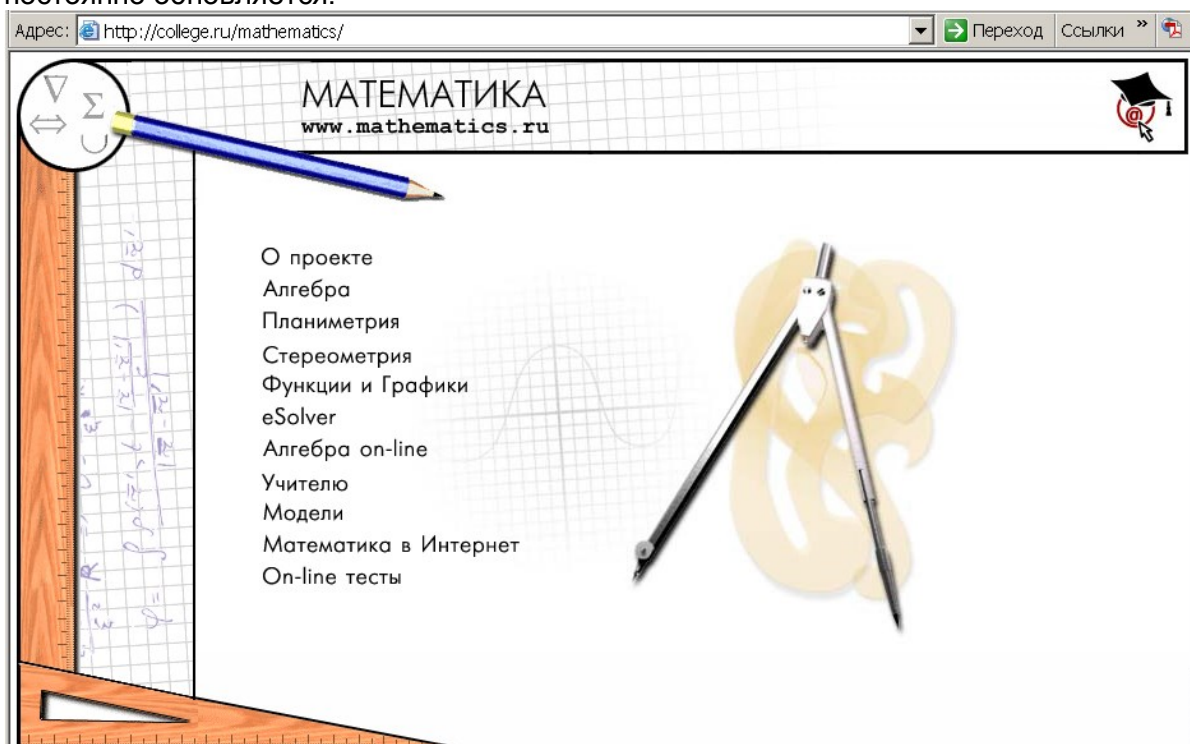 постоянно обновляется.
Адрес: http://college.ru/mathematics/ Переход Ссылки »
МАТЕМАТИКА
www.mathematics.ru
О проекте
Алгебра
Планиметрия
Стереометрия
Функции и Графики
eSolver
Алгебра on-line
Учителю
Модели
Математика в Интернет
On-line тесты